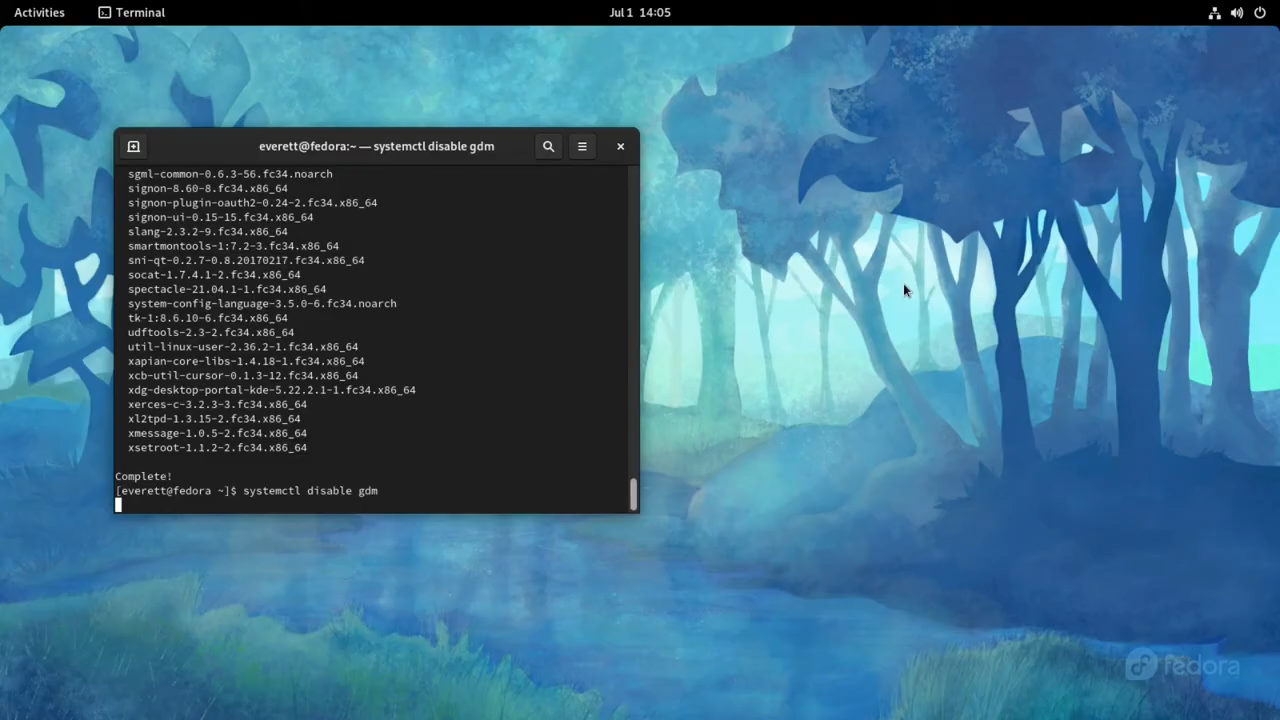 Activities
Terminal
Jul 1 14:05
everett@fedora:~ — systemctl disable gdm
sgml-common-0.6.3-56.fc34.noarch
signon-8.60-8.fc34.x86_64
signon-plugin-oauth2-0.24-2.fc34.x86_64
signon-ui-0.15-15.fc34.x86_64
slang-2.3.2-9.fc34.x86_64
smartmontools-1:7.2-3.fc34.x86_64
sni-qt-0.2.7-0.8.20170217.fc34.x86_64
socat-1.7.4.1-2.fc34.x86_64
spectacle-21.04.1-1.fc34.x86_64
system-config-language-3.5.0-6.fc34.noarch
tk-1:8.6.10-6.fc34.x86_64
udftools-2.3-2.fc34.x86_64
util-linux-user-2.36.2-1.fc34.x86_64
xapian-core-libs-1.4.18-1.fc34.x86_64
xcb-util-cursor-0.1.3-12.fc34.x86_64
xdg-desktop-portal-kde-5.22.2.1-1.fc34.x86_64
xerces-c-3.2.3-3.fc34.x86_64
xl2tpd-1.3.15-2.fc34.x86_64
xmessage-1.0.5-2.fc34.x86_64
xsetroot-1.1.2-2.fc34.x86_64
Complete!
[everett@fedora ~]$ systemctl disable gdm
fedora